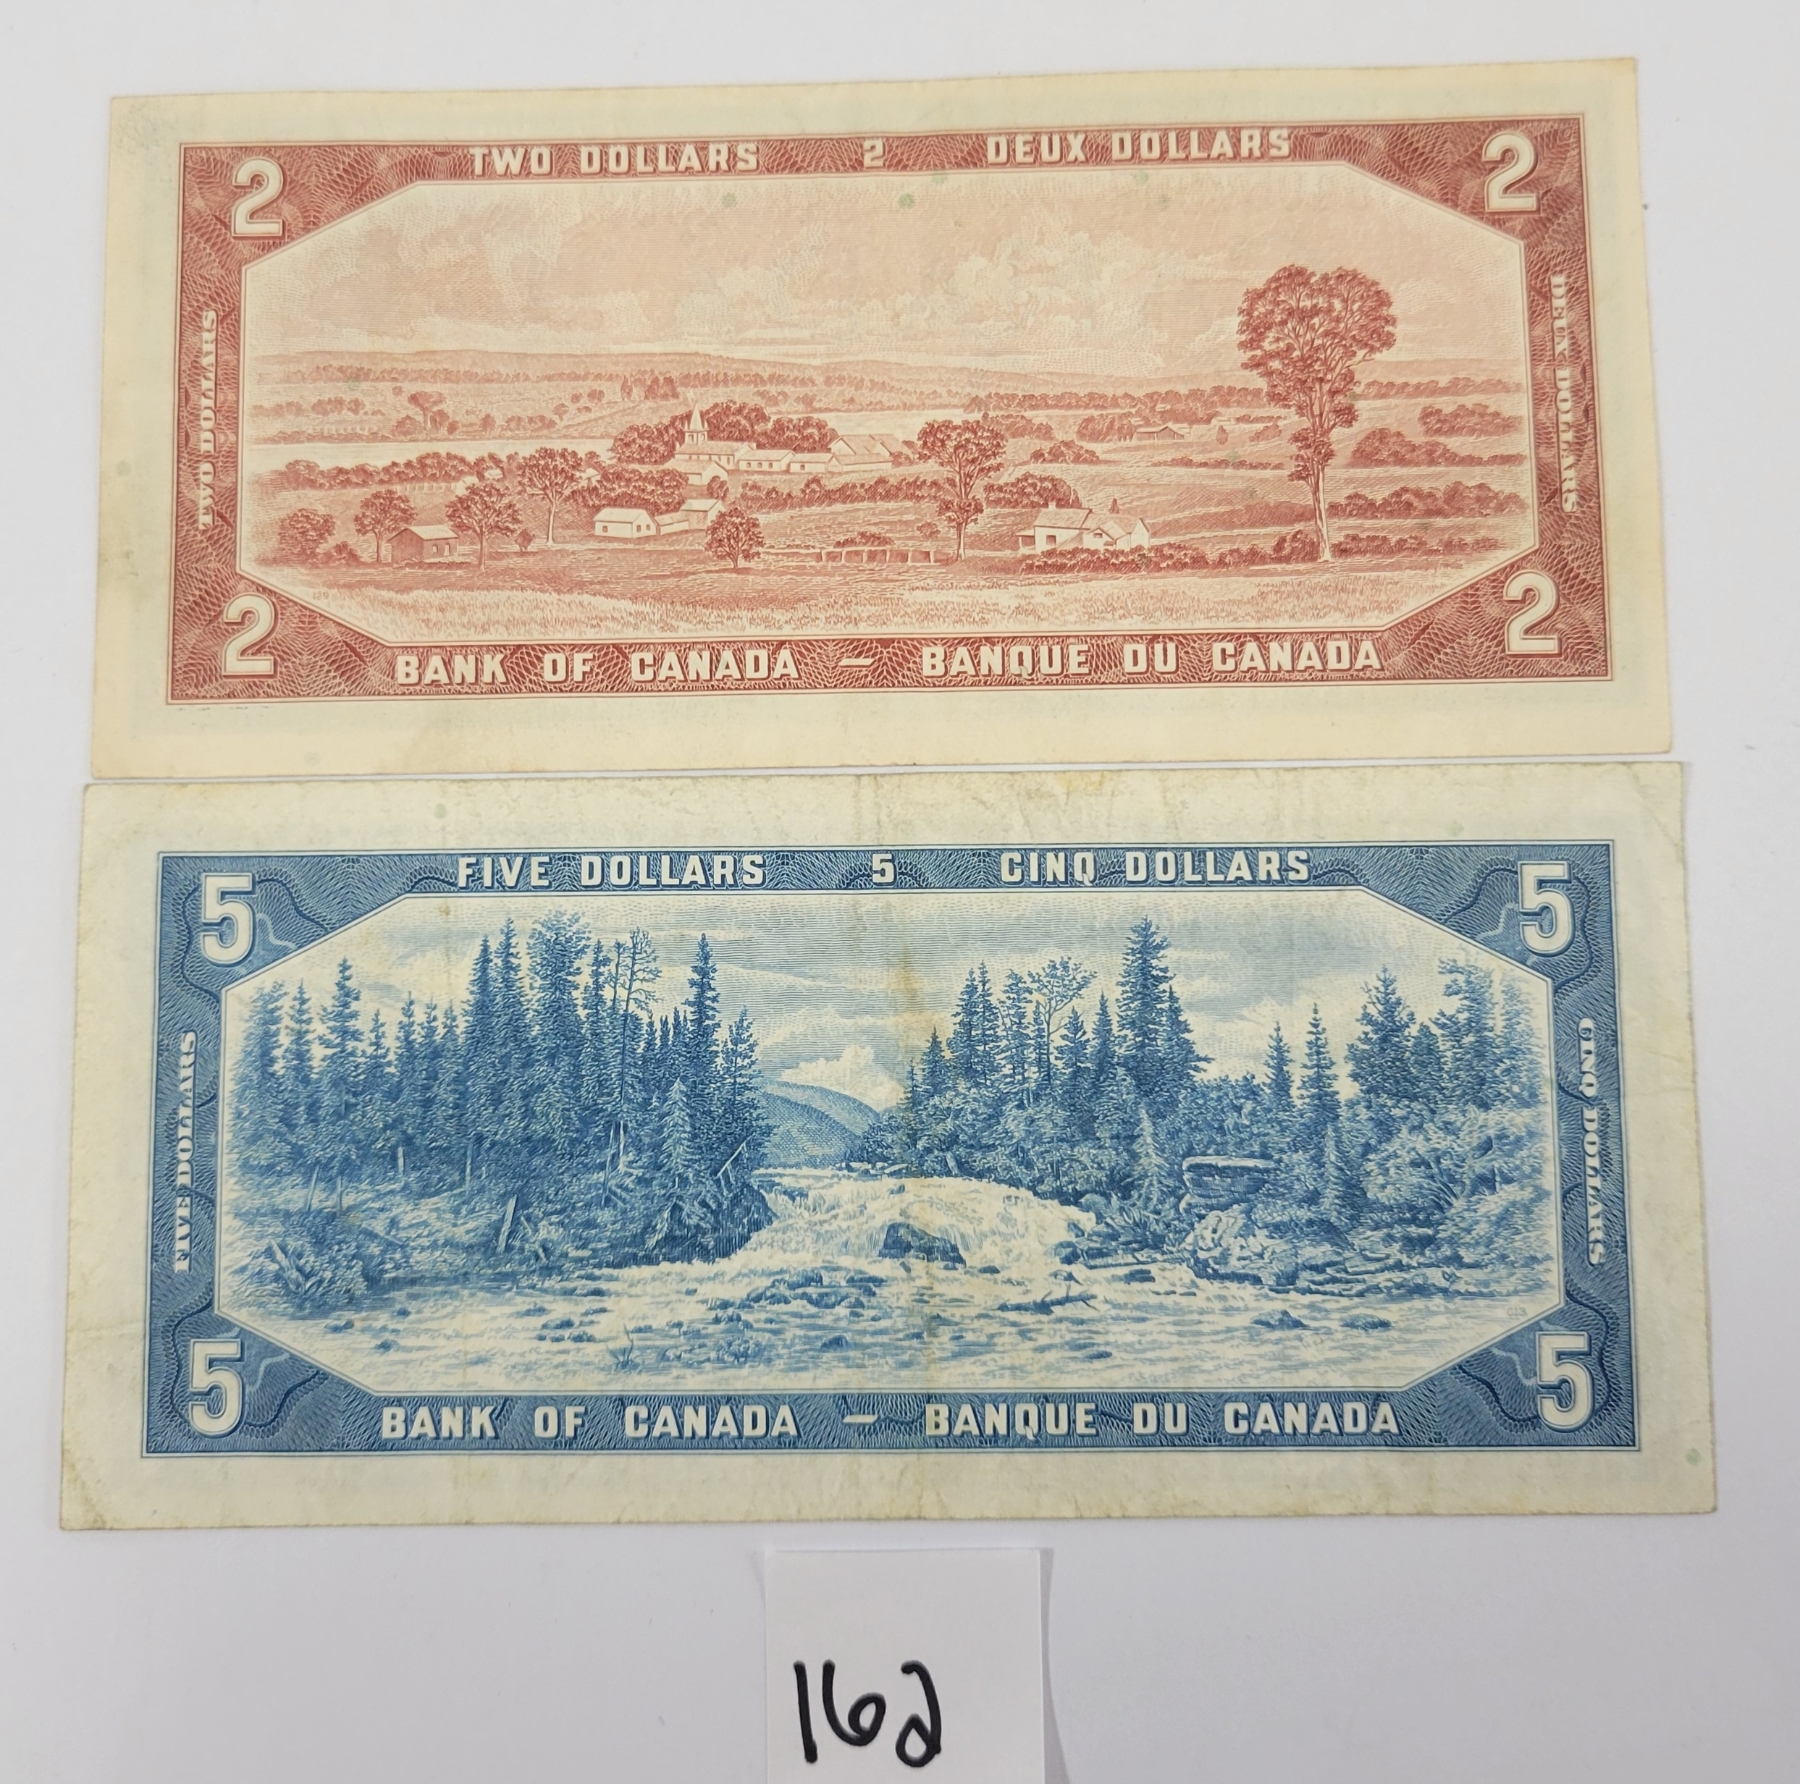 TWO DOLLARS 2 DEUX DOLLARS
2 2
TWO DOLLARS
DEUX DOLLARS
2 2
BANK OF CANADA — BANQUE DU CANADA
FIVE DOLLARS 5 CINQ DOLLARS
5 5
FIVE DOLLARS
CINQ DOLLARS
5 5
BANK OF CANADA — BANQUE DU CANADA
162